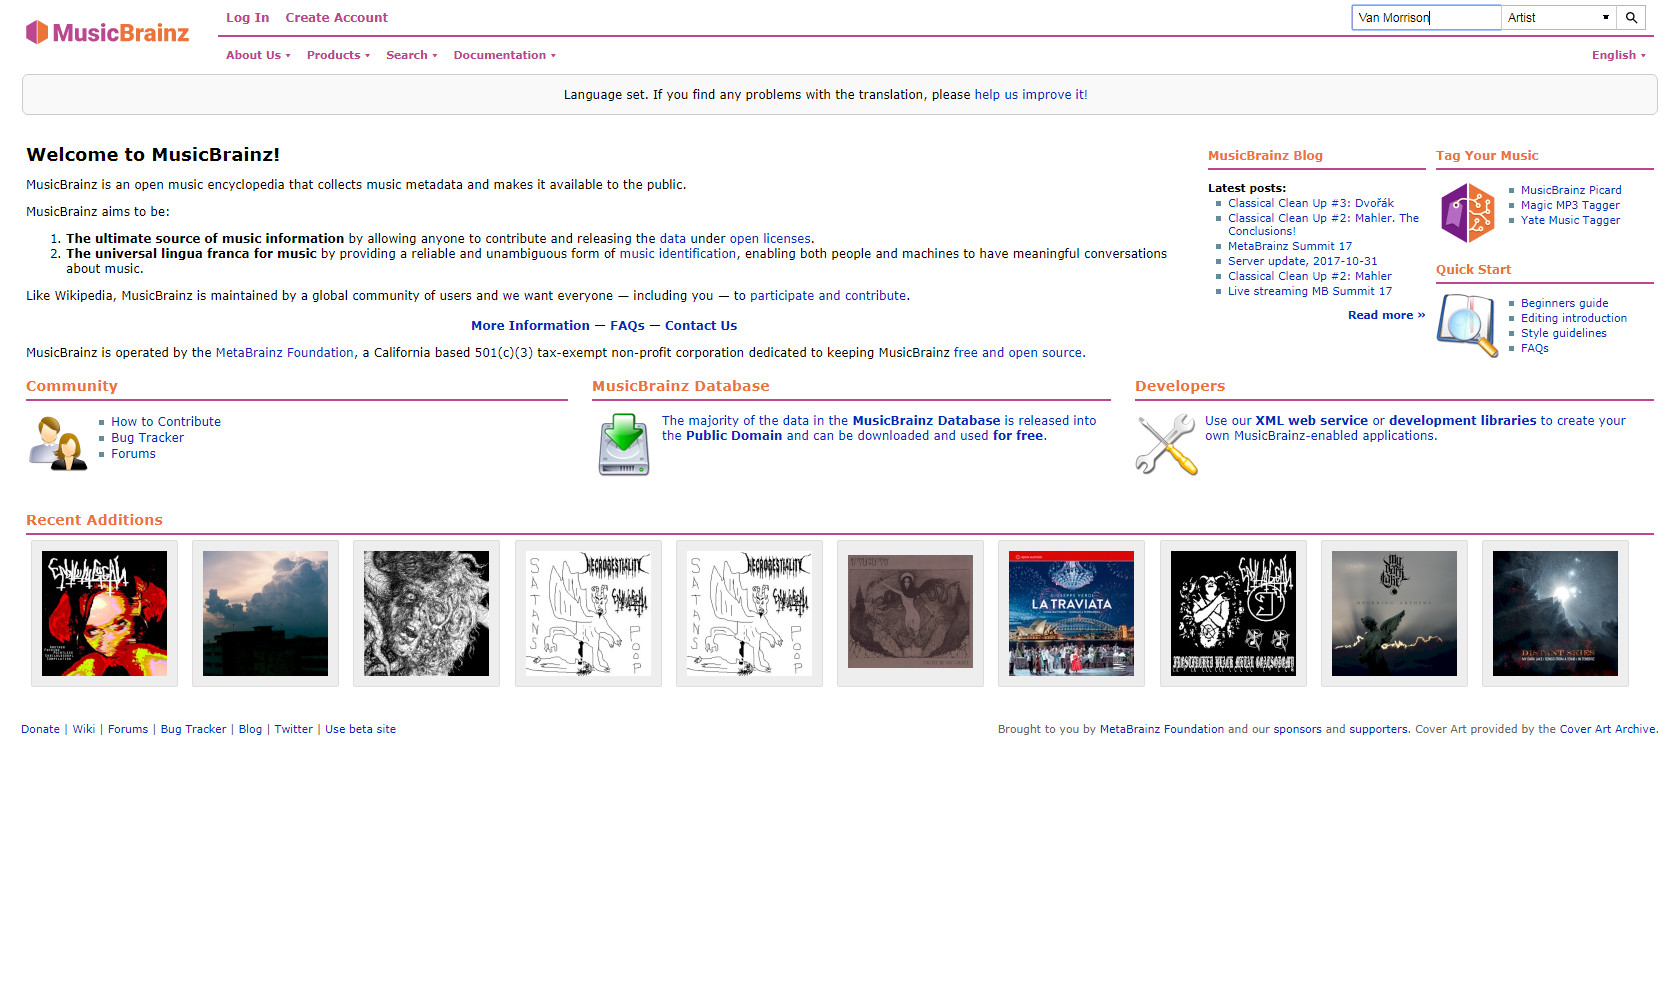 MusicBrainz
Log In Create Account
Van Morrison Artist
About Us ▾ Products ▾ Search ▾ Documentation ▾ English ▾
Language set. If you find any problems with the translation, please help us improve it!
Welcome to MusicBrainz!
MusicBrainz is an open music encyclopedia that collects music metadata and makes it available to the public.
MusicBrainz aims to be:
1. The ultimate source of music information by allowing anyone to contribute and releasing the data under open licenses.
2. The universal lingua franca for music by providing a reliable and unambiguous form of music identification, enabling both people and machines to have meaningful conversations
about music.
Like Wikipedia, MusicBrainz is maintained by a global community of users and we want everyone — including you — to participate and contribute.
More Information — FAQs — Contact Us
MusicBrainz is operated by the MetaBrainz Foundation, a California based 501(c)(3) tax-exempt non-profit corporation dedicated to keeping MusicBrainz free and open source.
MusicBrainz Blog
Latest posts:
Classical Clean Up #3: Dvořák
Classical Clean Up #2: Mahler. The
Conclusions!
MetaBrainz Summit 17
Server update, 2017-10-31
Classical Clean Up #2: Mahler
Live streaming MB Summit 17
Read more »
Tag Your Music
MusicBrainz Picard
Magic MP3 Tagger
Yate Music Tagger
Quick Start
Beginners guide
Editing introduction
Style guidelines
FAQs
Community
How to Contribute
Bug Tracker
Forums
MusicBrainz Database
The majority of the data in the MusicBrainz Database is released into
the Public Domain and can be downloaded and used for free.
Developers
Use our XML web service or development libraries to create your
own MusicBrainz-enabled applications.
Recent Additions
SATANS
NECROBESTIALITY
POOP
SATANS
NECROBESTIALITY
POOP
GIUSEPPE VERDI
LA TRAVIATA
DISTANT SKIES
Donate | Wiki | Forums | Bug Tracker | Blog | Twitter | Use beta site
Brought to you by MetaBrainz Foundation and our sponsors and supporters. Cover Art provided by the Cover Art Archive.